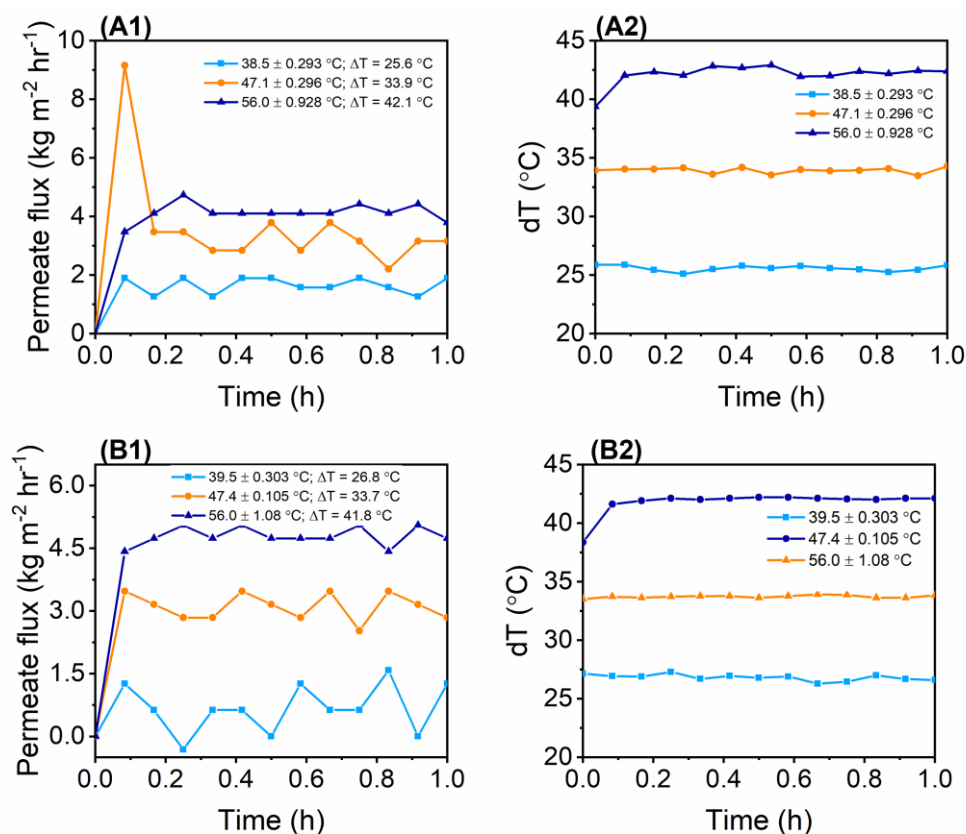 (A1)
Permeate flux (kg m⁻² hr⁻¹)
10
8
6
4
2
0
38.5 ± 0.293 °C; ΔT = 25.6 °C
47.1 ± 0.296 °C; ΔT = 33.9 °C
56.0 ± 0.928 °C; ΔT = 42.1 °C
0.0 0.2 0.4 0.6 0.8 1.0
Time (h)
(A2)
dT (°C)
45
40
35
30
25
20
38.5 ± 0.293 °C
47.1 ± 0.296 °C
56.0 ± 0.928 °C
0.0 0.2 0.4 0.6 0.8 1.0
Time (h)
(B1)
Permeate flux (kg m⁻² hr⁻¹)
6.0
4.5
3.0
1.5
0.0
39.5 ± 0.303 °C; ΔT = 26.8 °C
47.4 ± 0.105 °C; ΔT = 33.7 °C
56.0 ± 1.08 °C; ΔT = 41.8 °C
0.0 0.2 0.4 0.6 0.8 1.0
Time (h)
(B2)
dT (°C)
45
40
35
30
25
20
39.5 ± 0.303 °C
47.4 ± 0.105 °C
56.0 ± 1.08 °C
0.0 0.2 0.4 0.6 0.8 1.0
Time (h)